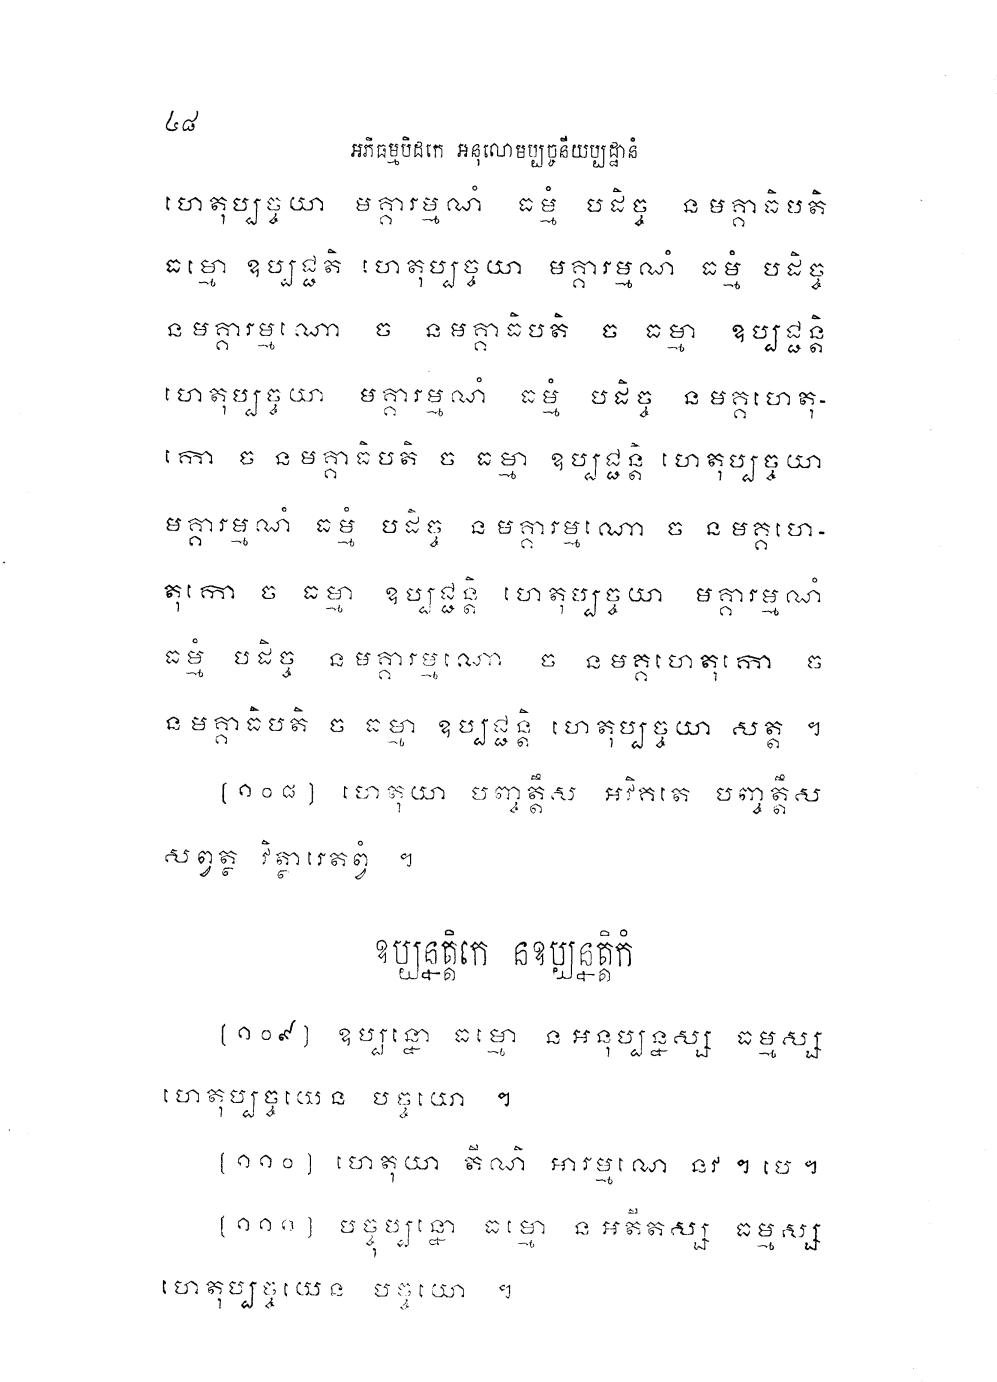 ៤៨
អភិធម្មបិដកេ អនុលោមប្បច្ចនីយប្បដ្ឋានំ
ហេតុប្បច្ចយា មគ្គារម្មណំ ធម្មំ បដិច្ច នមគ្គាធិបតិ
ធម្មោ ឧប្បជ្ជតិ ហេតុប្បច្ចយា មគ្គារម្មណំ ធម្មំ បដិច្ច
នមគ្គារម្មណោ ច នមគ្គាធិបតិ ច ធម្មា ឧប្បជ្ជន្តិ
ហេតុប្បច្ចយា មគ្គារម្មណំ ធម្មំ បដិច្ច នមគ្គហេតុ-
កោ ច នមគ្គាធិបតិ ច ធម្មា ឧប្បជ្ជន្តិ ហេតុប្បច្ចយា
មគ្គារម្មណំ ធម្មំ បដិច្ច នមគ្គារម្មណោ ច នមគ្គហេ-
តុកោ ច ធម្មា ឧប្បជ្ជន្តិ ហេតុប្បច្ចយា មគ្គារម្មណំ
ធម្មំ បដិច្ច នមគ្គារម្មណោ ច នមគ្គហេតុកោ ច
នមគ្គាធិបតិ ច ធម្មា ឧប្បជ្ជន្តិ ហេតុប្បច្ចយា សត្ត ។
[១០៨] ហេតុយា បញ្ចត្តឹស អវិគតេ បញ្ចត្តឹស
សព្វត្ថ វិត្ថារេតព្វំ ។
ឧប្បន្នត្តិកេ នឧប្បន្នត្តិកំ
[១០៩] ឧប្បន្នោ ធម្មោ នអនុប្បន្នស្ស ធម្មស្ស
ហេតុប្បច្ចយេន បច្ចយោ ។
[១១០] ហេតុយា តីណិ អារម្មណេ នវ ។ បេ ។
[១១១] បច្ចុប្បន្នោ ធម្មោ នអតីតស្ស ធម្មស្ស
ហេតុប្បច្ចយេន បច្ចយោ ។